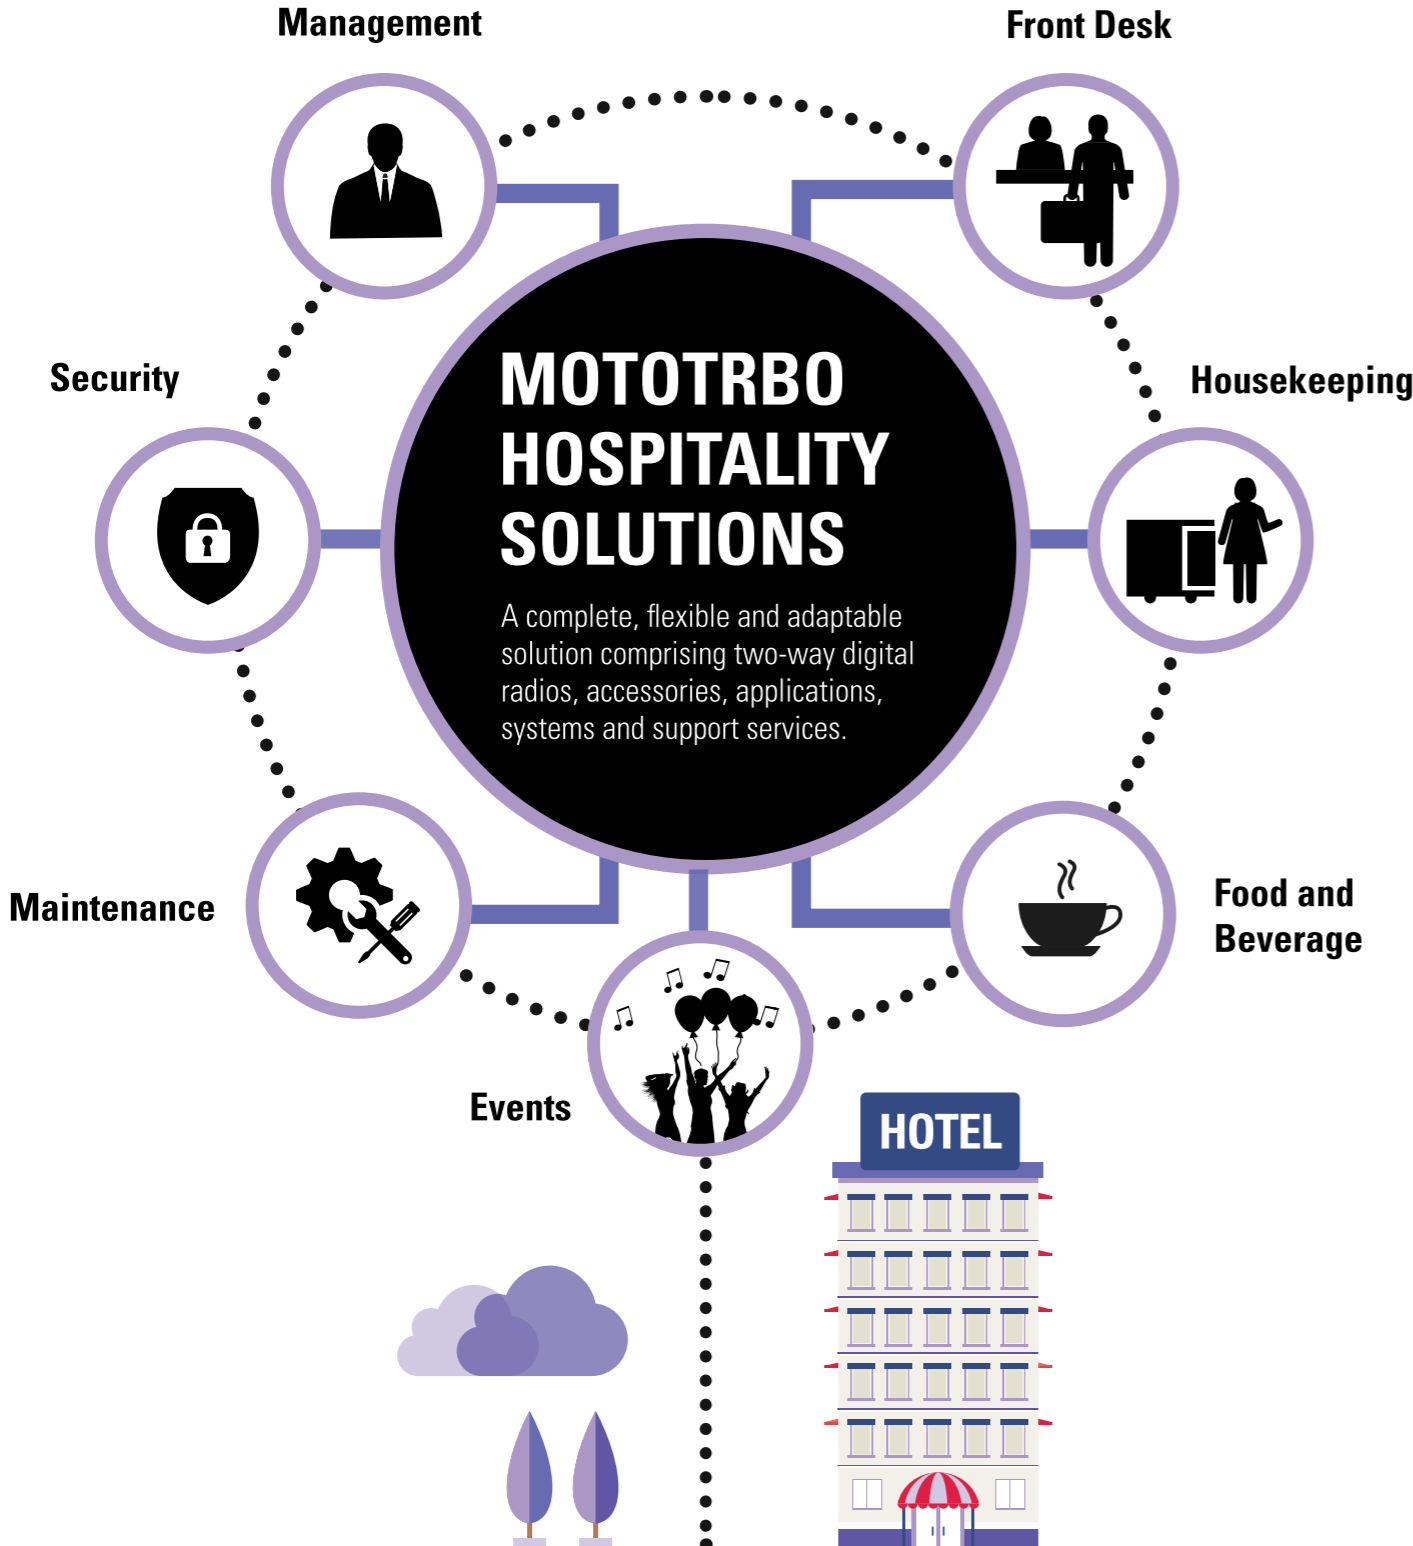 Management
Front Desk
Security
Housekeeping
MOTOTRBO
HOSPITALITY
SOLUTIONS
A complete, flexible and adaptable
solution comprising two-way digital
radios, accessories, applications,
systems and support services.
Maintenance
Food and
Beverage
Events
HOTEL